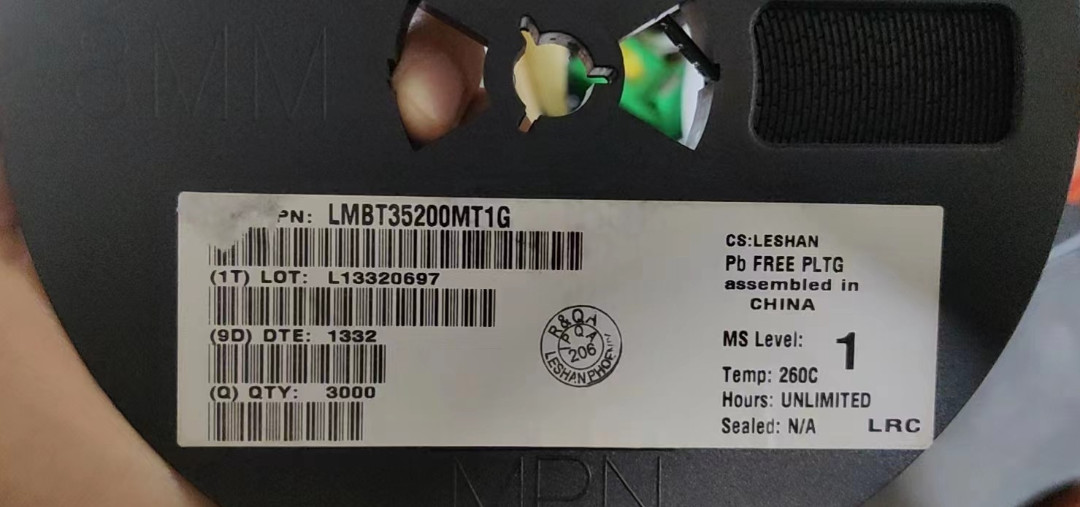 8MM
PN: LMBT35200MT1G
(1T) LOT: L13320697
(9D) DTE: 1332
(Q) QTY: 3000
R&QA
PQA
206
LESHAN PHOENIX
CS:LESHAN
Pb FREE PLTG
assembled in
CHINA
MS Level: 1
Temp: 260C
Hours: UNLIMITED
Sealed: N/A LRC
MPN